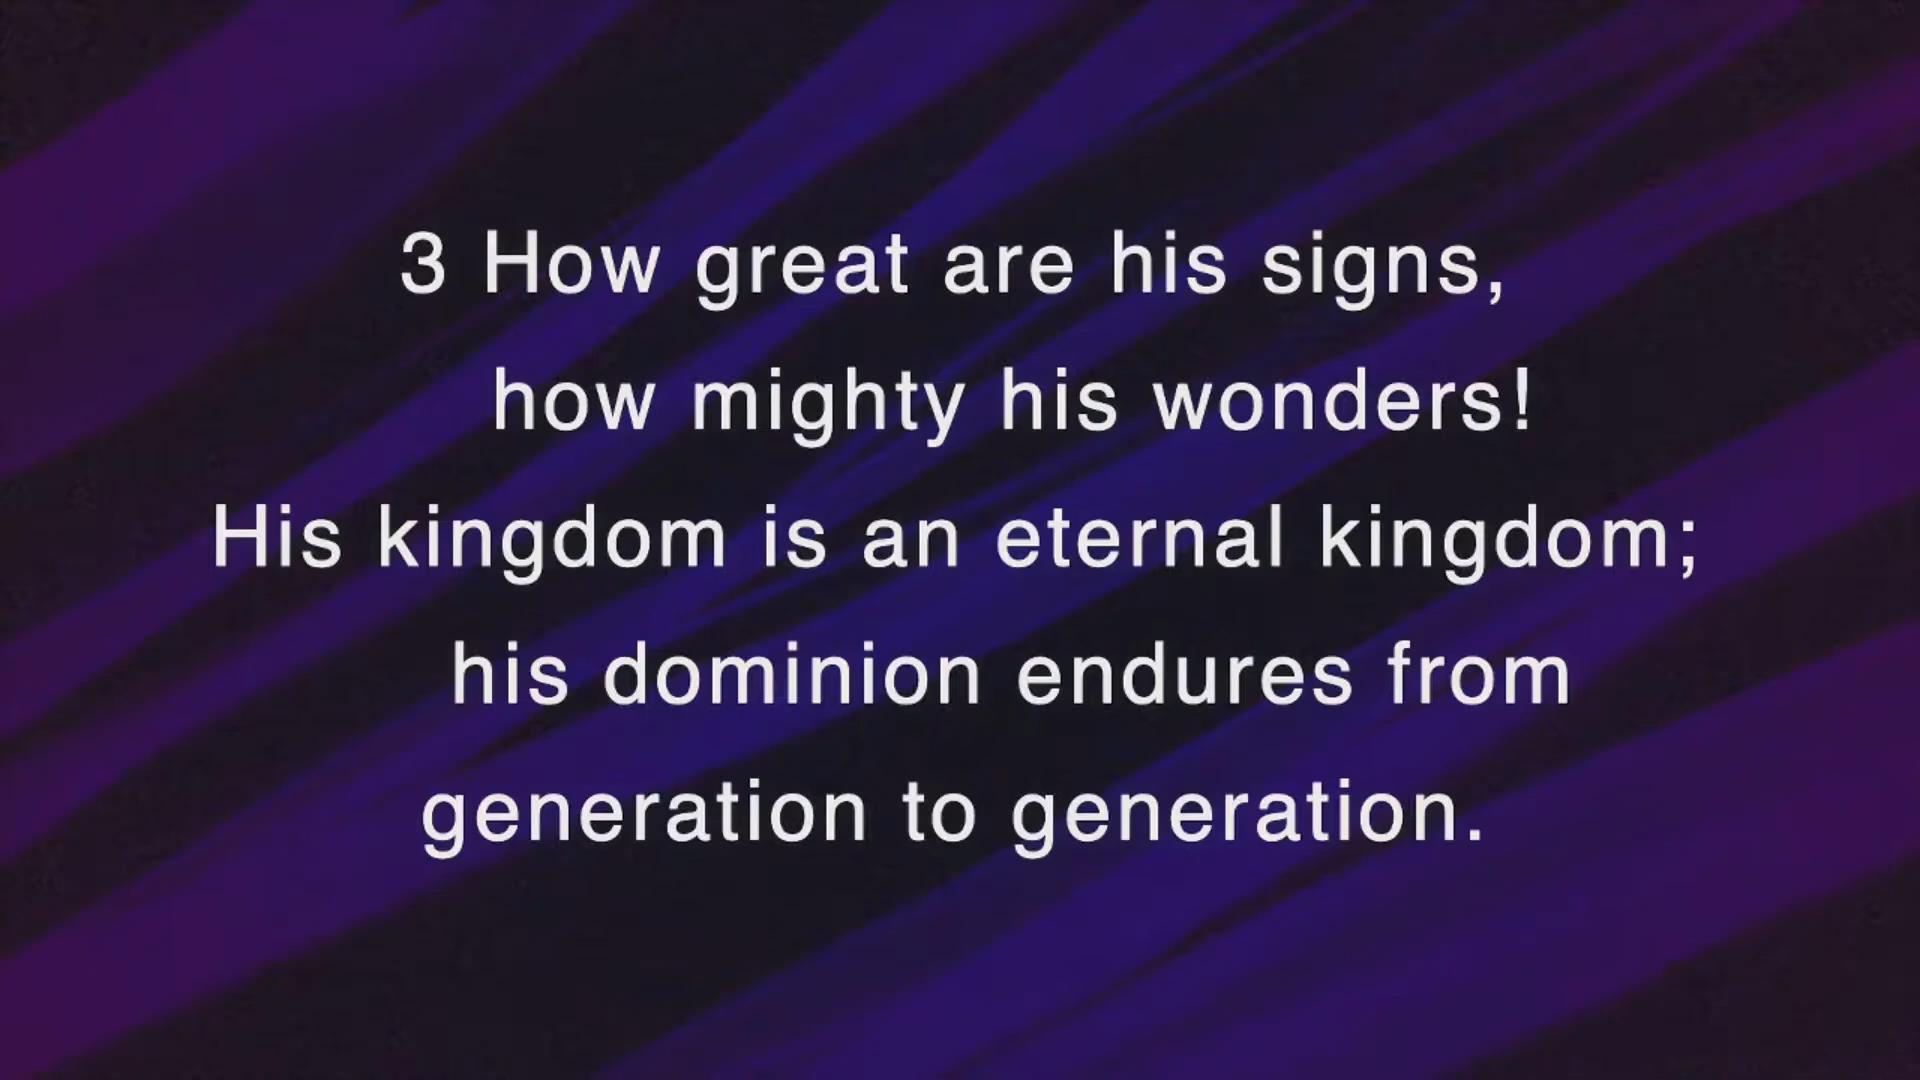 3 How great are his signs,
how mighty his wonders!
His kingdom is an eternal kingdom;
his dominion endures from
generation to generation.